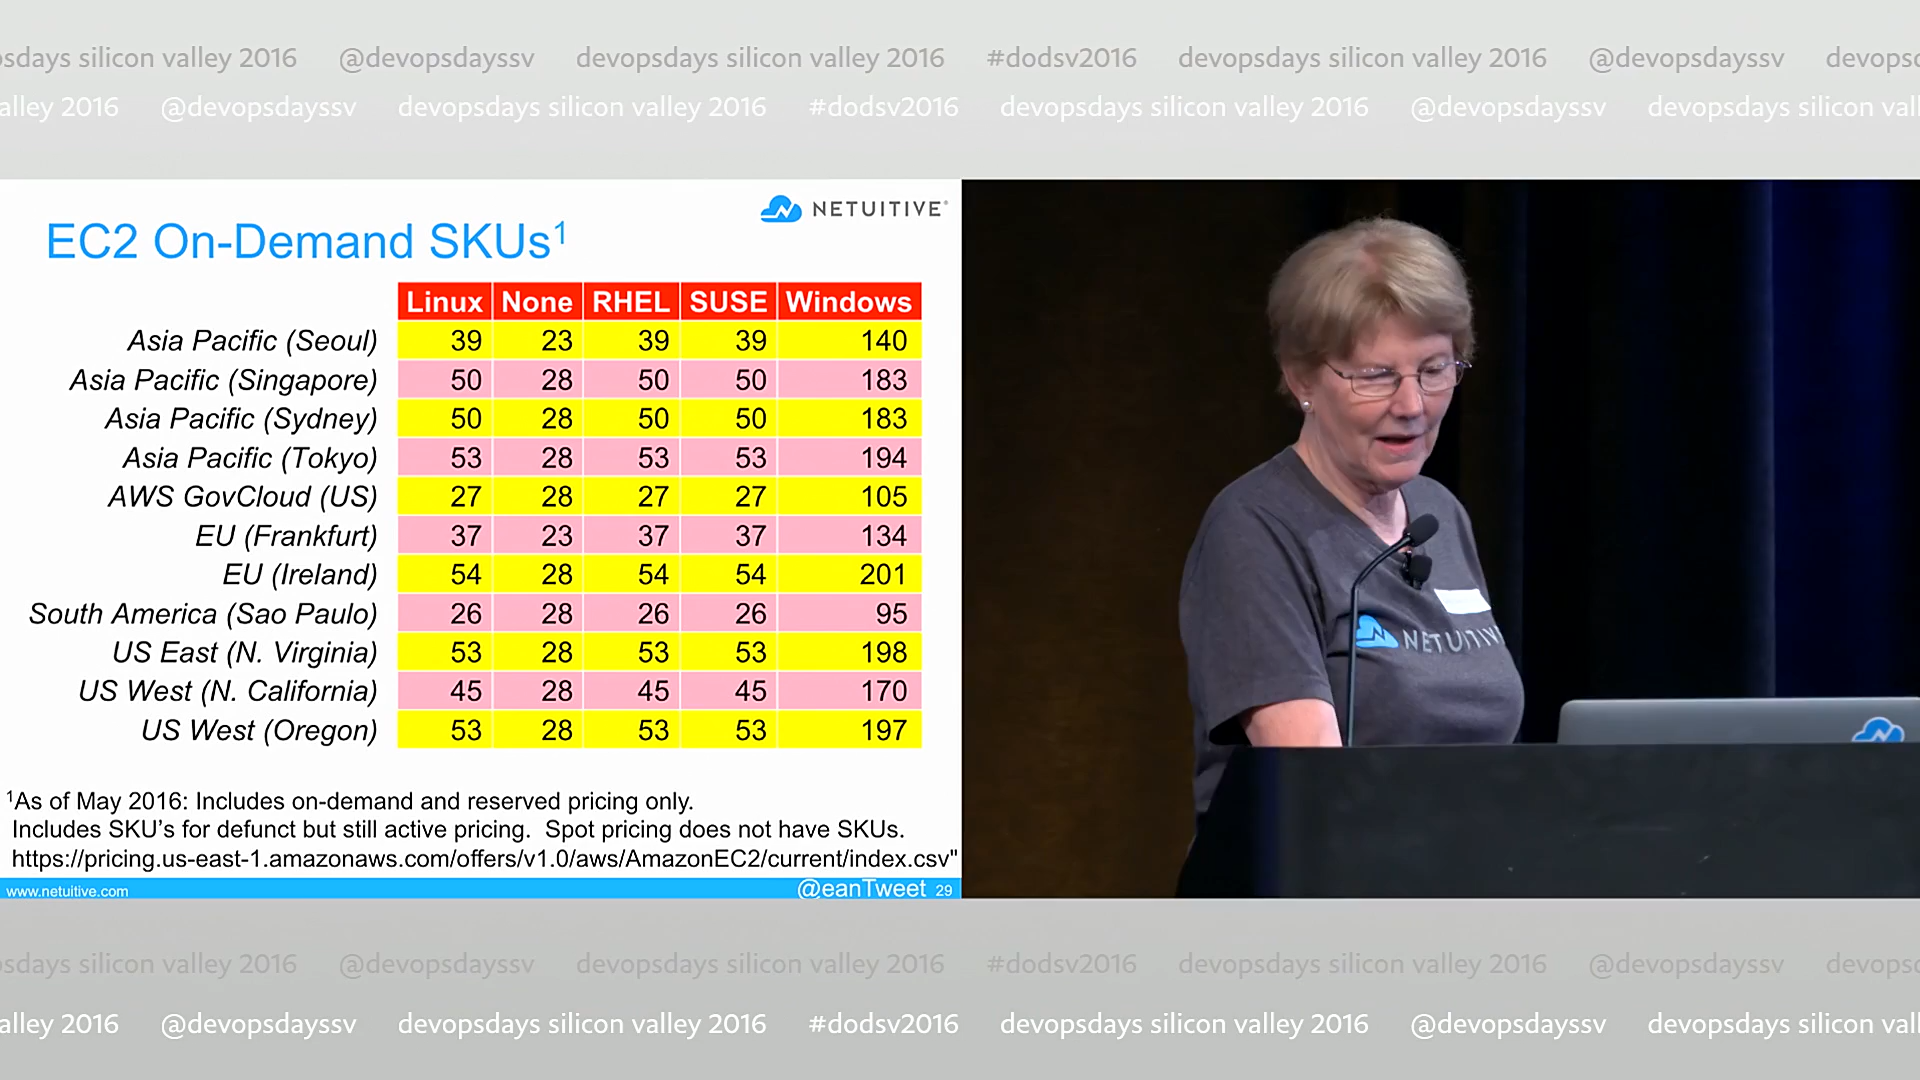 sdays silicon valley 2016 @devopsdayssv devopsdays silicon valley 2016 #dodsv2016 devopsdays silicon valley 2016 @devopsdayssv devops
alley 2016 @devopsdayssv devopsdays silicon valley 2016 #dodsv2016 devopsdays silicon valley 2016 @devopsdayssv devopsdays silicon val
NETUITIVE®
EC2 On-Demand SKUs¹
Linux None RHEL SUSE Windows
Asia Pacific (Seoul) 39 23 39 39 140
Asia Pacific (Singapore) 50 28 50 50 183
Asia Pacific (Sydney) 50 28 50 50 183
Asia Pacific (Tokyo) 53 28 53 53 194
AWS GovCloud (US) 27 28 27 27 105
EU (Frankfurt) 37 23 37 37 134
EU (Ireland) 54 28 54 54 201
South America (Sao Paulo) 26 28 26 26 95
US East (N. Virginia) 53 28 53 53 198
US West (N. California) 45 28 45 45 170
US West (Oregon) 53 28 53 53 197
¹As of May 2016: Includes on-demand and reserved pricing only.
Includes SKU's for defunct but still active pricing. Spot pricing does not have SKUs.
https://pricing.us-east-1.amazonaws.com/offers/v1.0/aws/AmazonEC2/current/index.csv"
www.netuitive.com @eanTweet 29
NETUITIV
sdays silicon valley 2016 @devopsdayssv devopsdays silicon valley 2016 #dodsv2016 devopsdays silicon valley 2016 @devopsdayssv devops
alley 2016 @devopsdayssv devopsdays silicon valley 2016 #dodsv2016 devopsdays silicon valley 2016 @devopsdayssv devopsdays silicon val